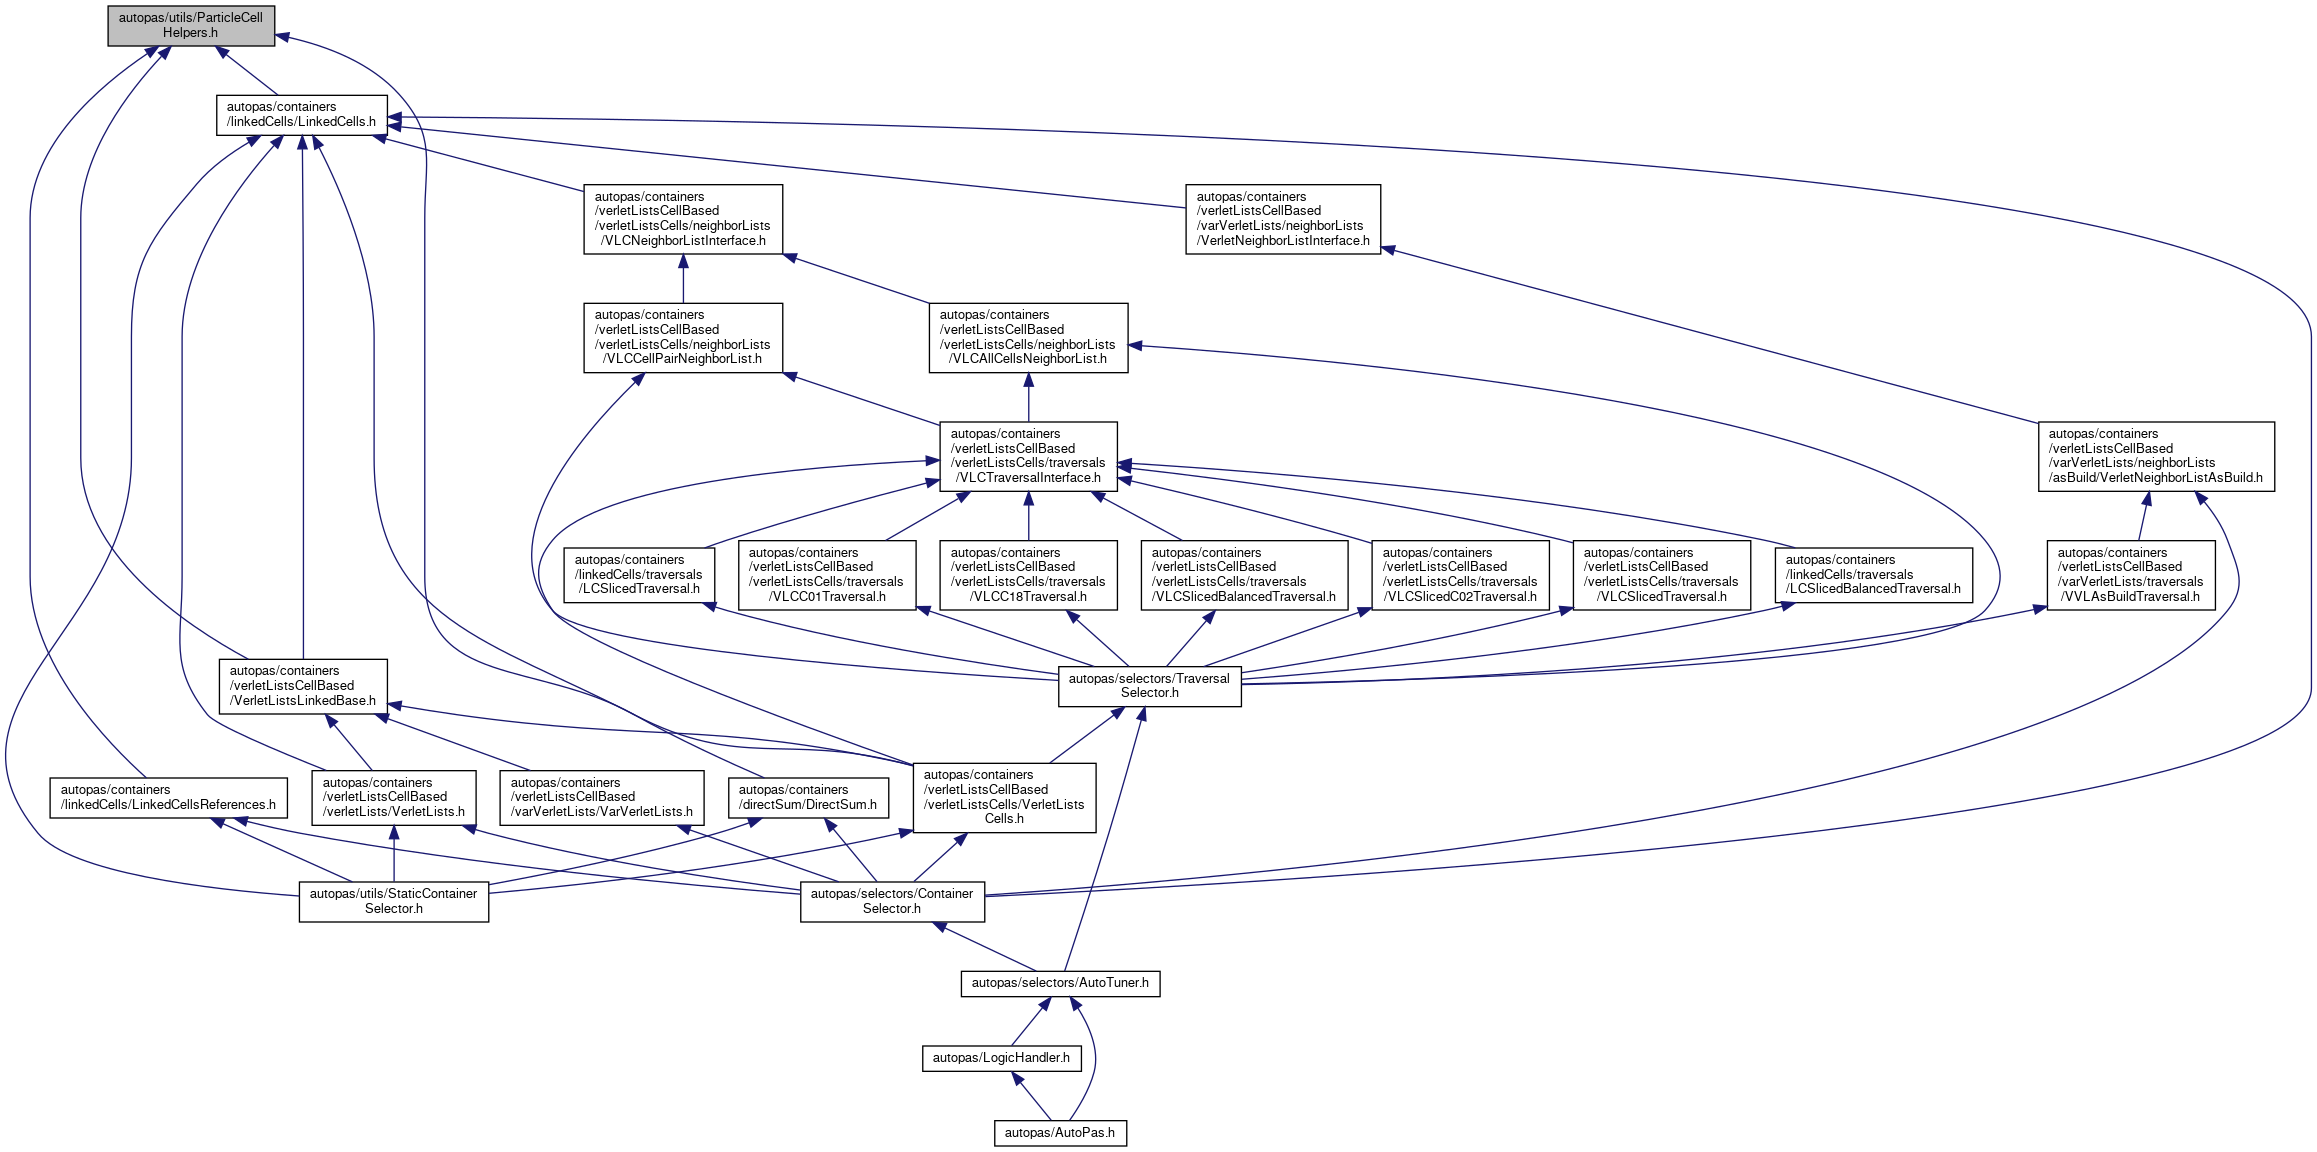 autopas/utils/ParticleCell
Helpers.h
autopas/containers
/linkedCells/LinkedCells.h
autopas/containers
/verletListsCellBased
/verletListsCells/neighborLists
/VLCNeighborListInterface.h
autopas/containers
/verletListsCellBased
/varVerletLists/neighborLists
/VerletNeighborListInterface.h
autopas/containers
/verletListsCellBased
/verletListsCells/neighborLists
/VLCCellPairNeighborList.h
autopas/containers
/verletListsCellBased
/verletListsCells/neighborLists
/VLCAllCellsNeighborList.h
autopas/containers
/verletListsCellBased
/verletListsCells/traversals
/VLCTraversalInterface.h
autopas/containers
/verletListsCellBased
/varVerletLists/neighborLists
/asBuild/VerletNeighborListAsBuild.h
autopas/containers
/linkedCells/traversals
/LCSlicedTraversal.h
autopas/containers
/verletListsCellBased
/verletListsCells/traversals
/VLCC01Traversal.h
autopas/containers
/verletListsCellBased
/verletListsCells/traversals
/VLCC18Traversal.h
autopas/containers
/verletListsCellBased
/verletListsCells/traversals
/VLCSlicedBalancedTraversal.h
autopas/containers
/verletListsCellBased
/verletListsCells/traversals
/VLCSlicedC02Traversal.h
autopas/containers
/verletListsCellBased
/verletListsCells/traversals
/VLCSlicedTraversal.h
autopas/containers
/linkedCells/traversals
/LCSlicedBalancedTraversal.h
autopas/containers
/verletListsCellBased
/varVerletLists/traversals
/VVLAsBuildTraversal.h
autopas/containers
/verletListsCellBased
/VerletListsLinkedBase.h
autopas/selectors/Traversal
Selector.h
autopas/containers
/linkedCells/LinkedCellsReferences.h
autopas/containers
/verletListsCellBased
/verletLists/VerletLists.h
autopas/containers
/verletListsCellBased
/varVerletLists/VarVerletLists.h
autopas/containers
/directSum/DirectSum.h
autopas/containers
/verletListsCellBased
/verletListsCells/VerletLists
Cells.h
autopas/utils/StaticContainer
Selector.h
autopas/selectors/Container
Selector.h
autopas/selectors/AutoTuner.h
autopas/LogicHandler.h
autopas/AutoPas.h